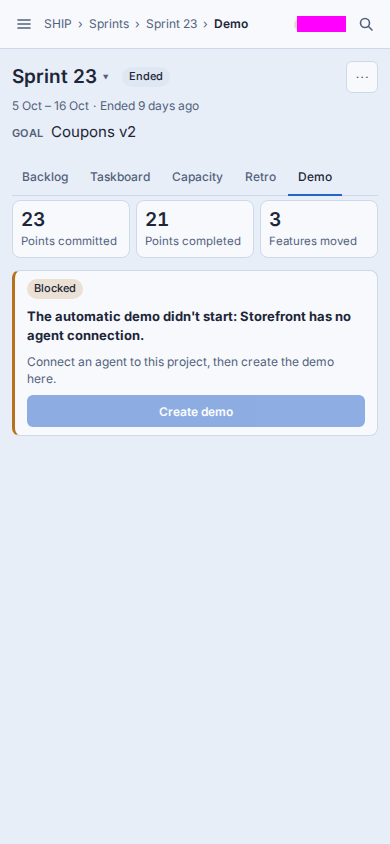 SHIP › Sprints › Sprint 23 › Demo
Sprint 23 ▾ Ended
...
5 Oct – 16 Oct · Ended 9 days ago
GOAL Coupons v2
Backlog Taskboard Capacity Retro Demo
23 21 3
Points committed Points completed Features moved
Blocked
The automatic demo didn't start: Storefront has no
agent connection.
Connect an agent to this project, then create the demo
here.
Create demo